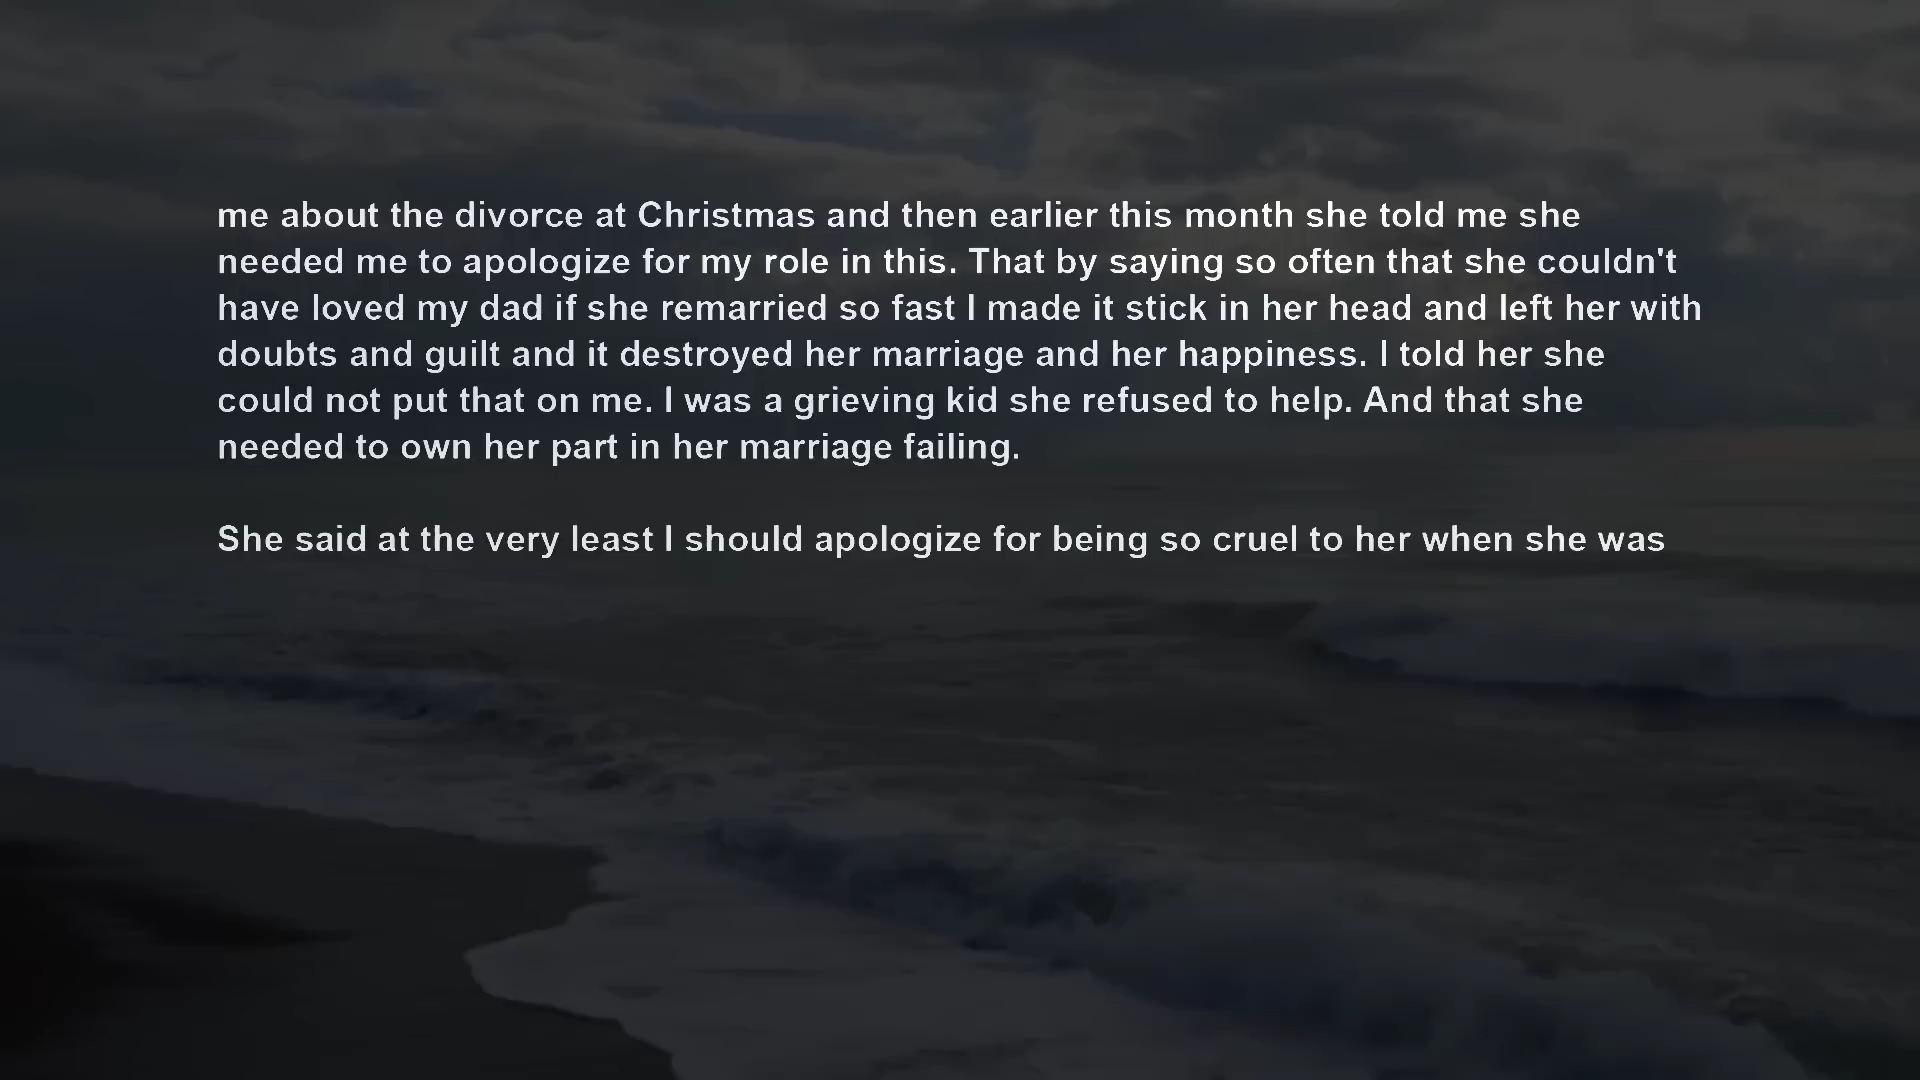 me about the divorce at Christmas and then earlier this month she told me she
needed me to apologize for my role in this. That by saying so often that she couldn't
have loved my dad if she remarried so fast I made it stick in her head and left her with
doubts and guilt and it destroyed her marriage and her happiness. I told her she
could not put that on me. I was a grieving kid she refused to help. And that she
needed to own her part in her marriage failing.
She said at the very least I should apologize for being so cruel to her when she was